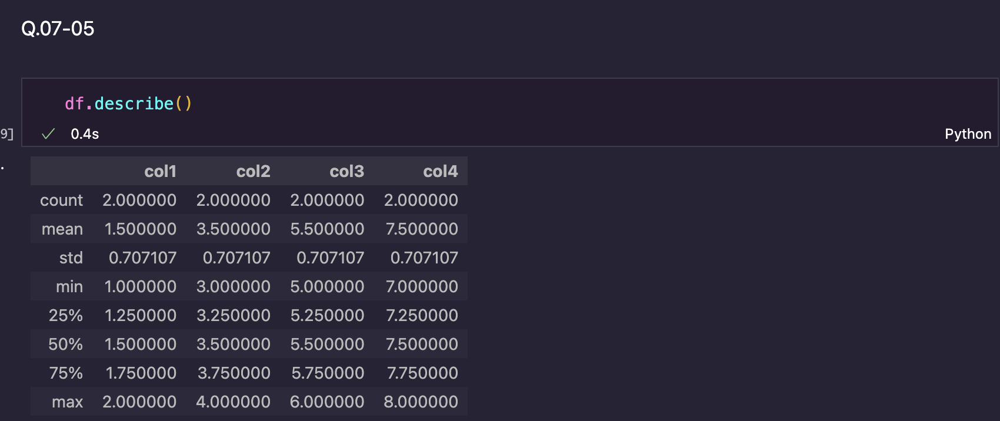 Q.07-05
df.describe()
9] ✓ 0.4s Python
col1 col2 col3 col4
count 2.000000 2.000000 2.000000 2.000000
mean 1.500000 3.500000 5.500000 7.500000
std 0.707107 0.707107 0.707107 0.707107
min 1.000000 3.000000 5.000000 7.000000
25% 1.250000 3.250000 5.250000 7.250000
50% 1.500000 3.500000 5.500000 7.500000
75% 1.750000 3.750000 5.750000 7.750000
max 2.000000 4.000000 6.000000 8.000000